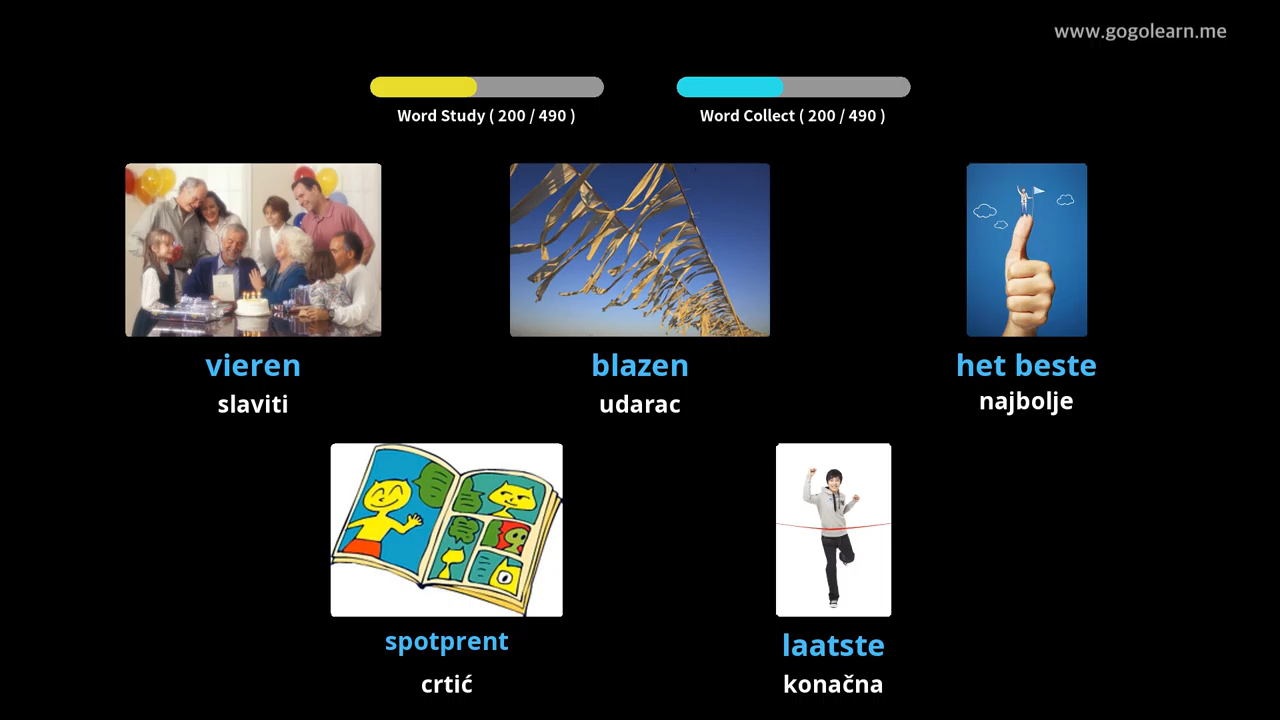 www.gogolearn.me
Word Study ( 200 / 490 )
Word Collect ( 200 / 490 )
vieren
slaviti
blazen
udarac
het beste
najbolje
spotprent
crtić
laatste
konačna